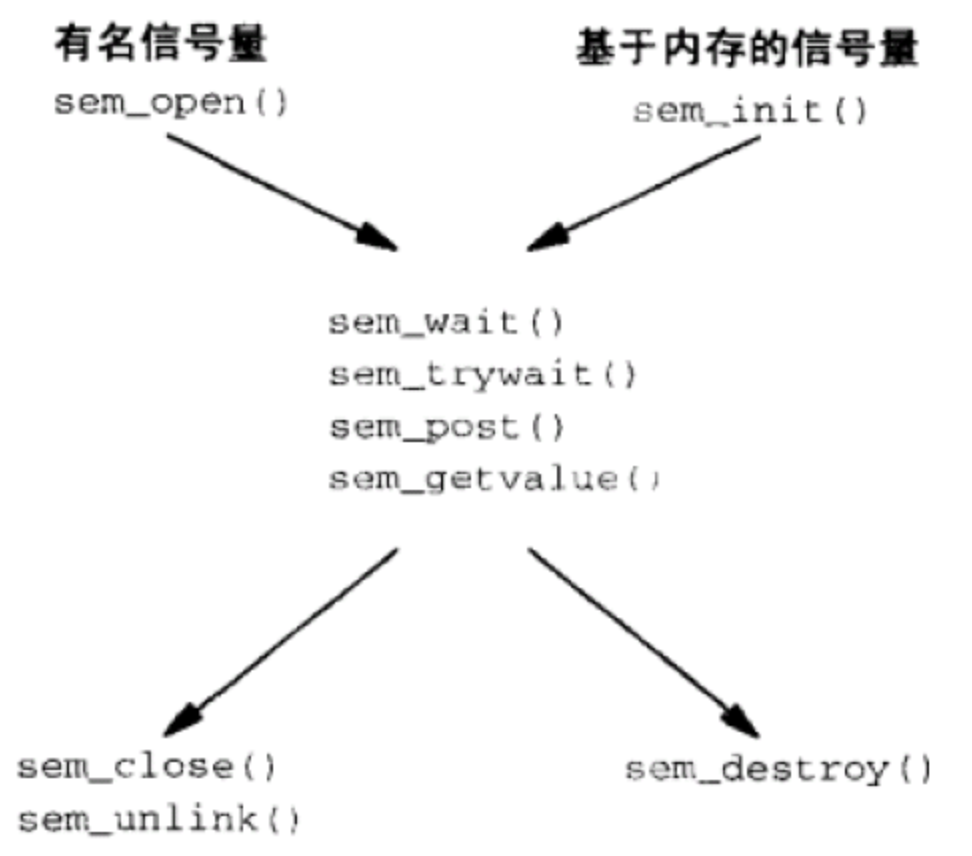 有名信号量
sem_open()
基于内存的信号量
sem_init()
sem_wait()
sem_trywait()
sem_post()
sem_getvalue()
sem_close()
sem_unlink()
sem_destroy()